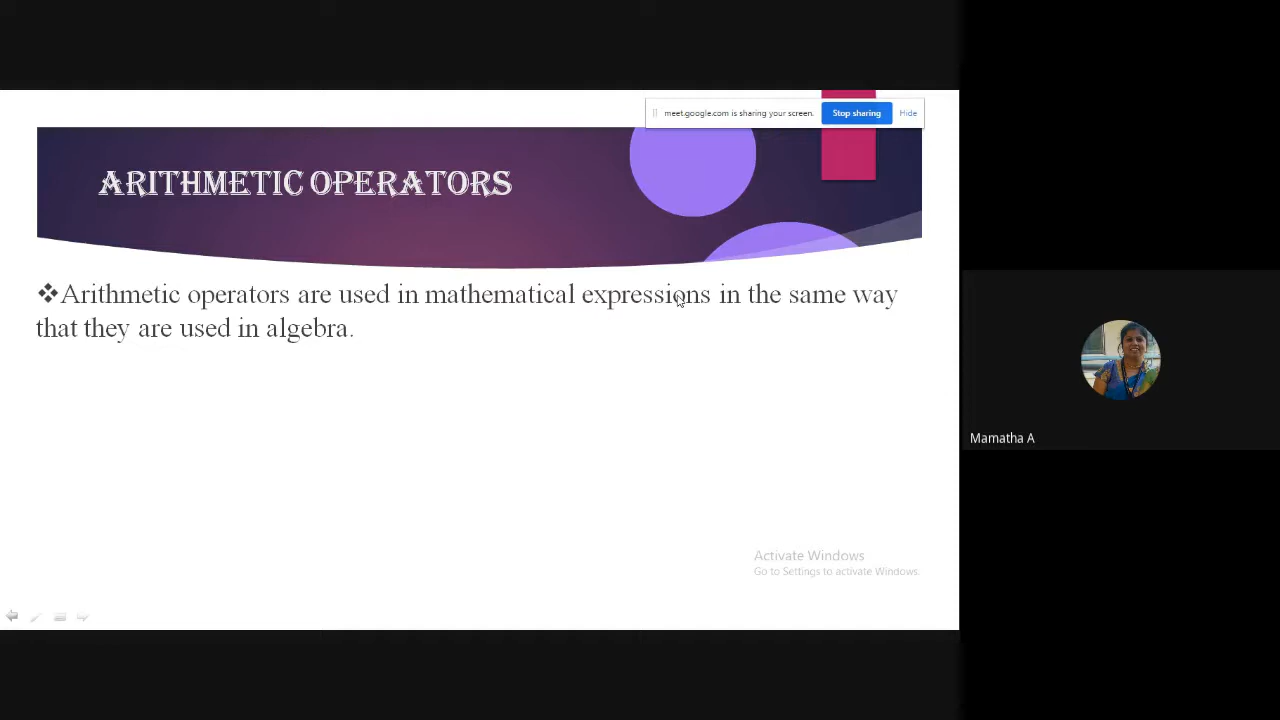 meet.google.com is sharing your screen.
Stop sharing
Hide
ARITHMETIC OPERATORS
❖Arithmetic operators are used in mathematical expressions in the same way
that they are used in algebra.
Mamatha A
Activate Windows
Go to Settings to activate Windows.